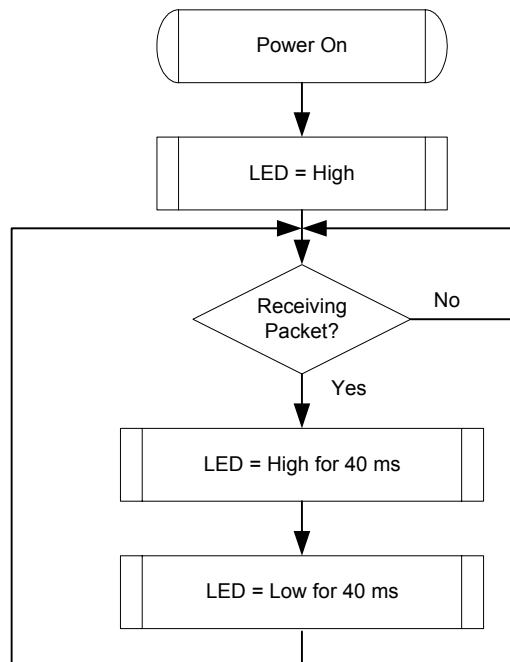 Power On
LED = High
Receiving
Packet?
No
Yes
LED = High for 40 ms
LED = Low for 40 ms